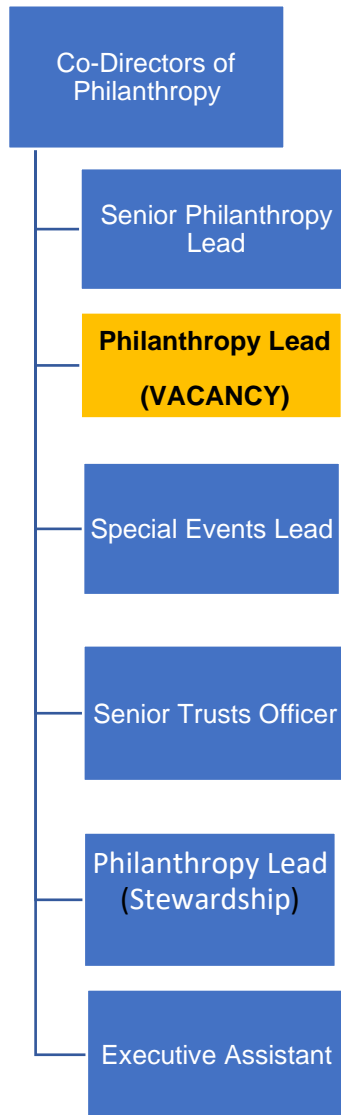 Co-Directors of
Philanthropy
Senior Philanthropy
Lead
Philanthropy Lead
(VACANCY)
Special Events Lead
Senior Trusts Officer
Philanthropy Lead
(Stewardship)
Executive Assistant